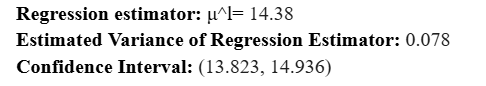 Regression estimator: μ^l= 14.38
Estimated Variance of Regression Estimator: 0.078
Confidence Interval: (13.823, 14.936)